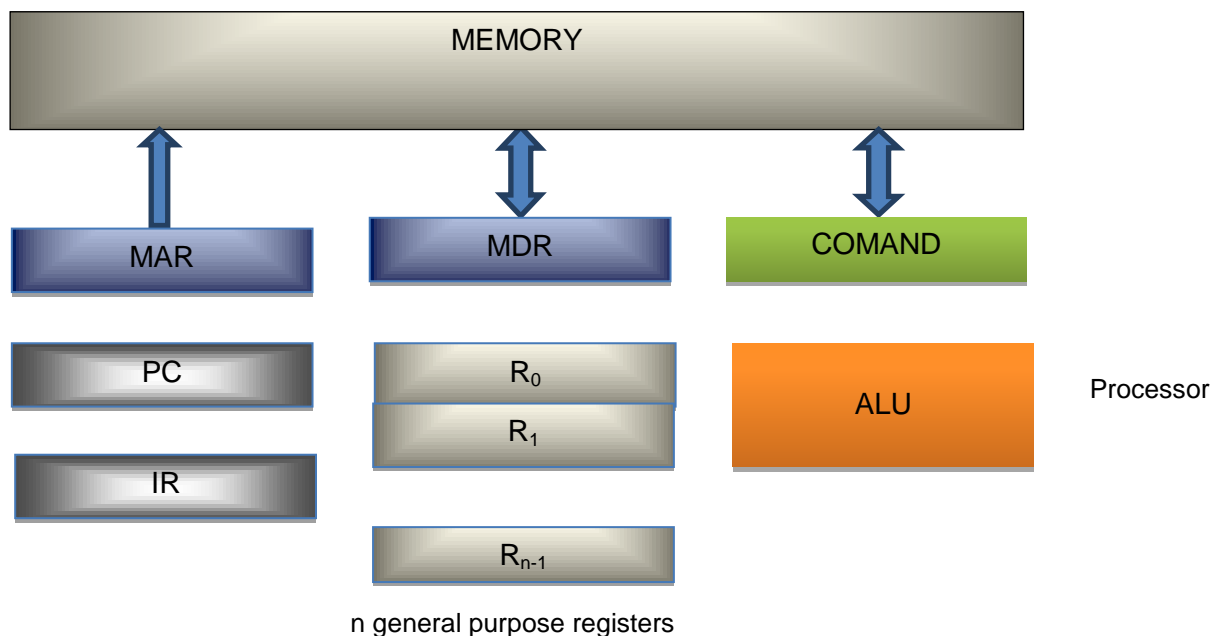 MEMORY
MAR
MDR
COMAND
PC
R₀
ALU
Processor
R₁
IR
Rₙ₋₁
n general purpose registers